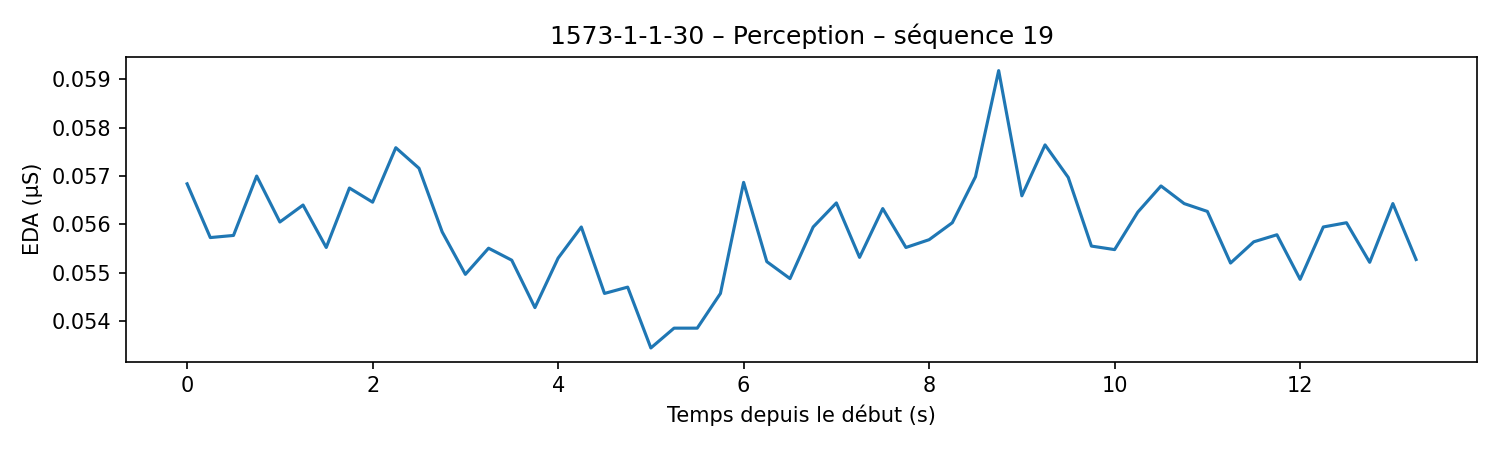 1573-1-1-30 – Perception – séquence 19
EDA (µS)
0.059
0.058
0.057
0.056
0.055
0.054
0 2 4 6 8 10 12
Temps depuis le début (s)